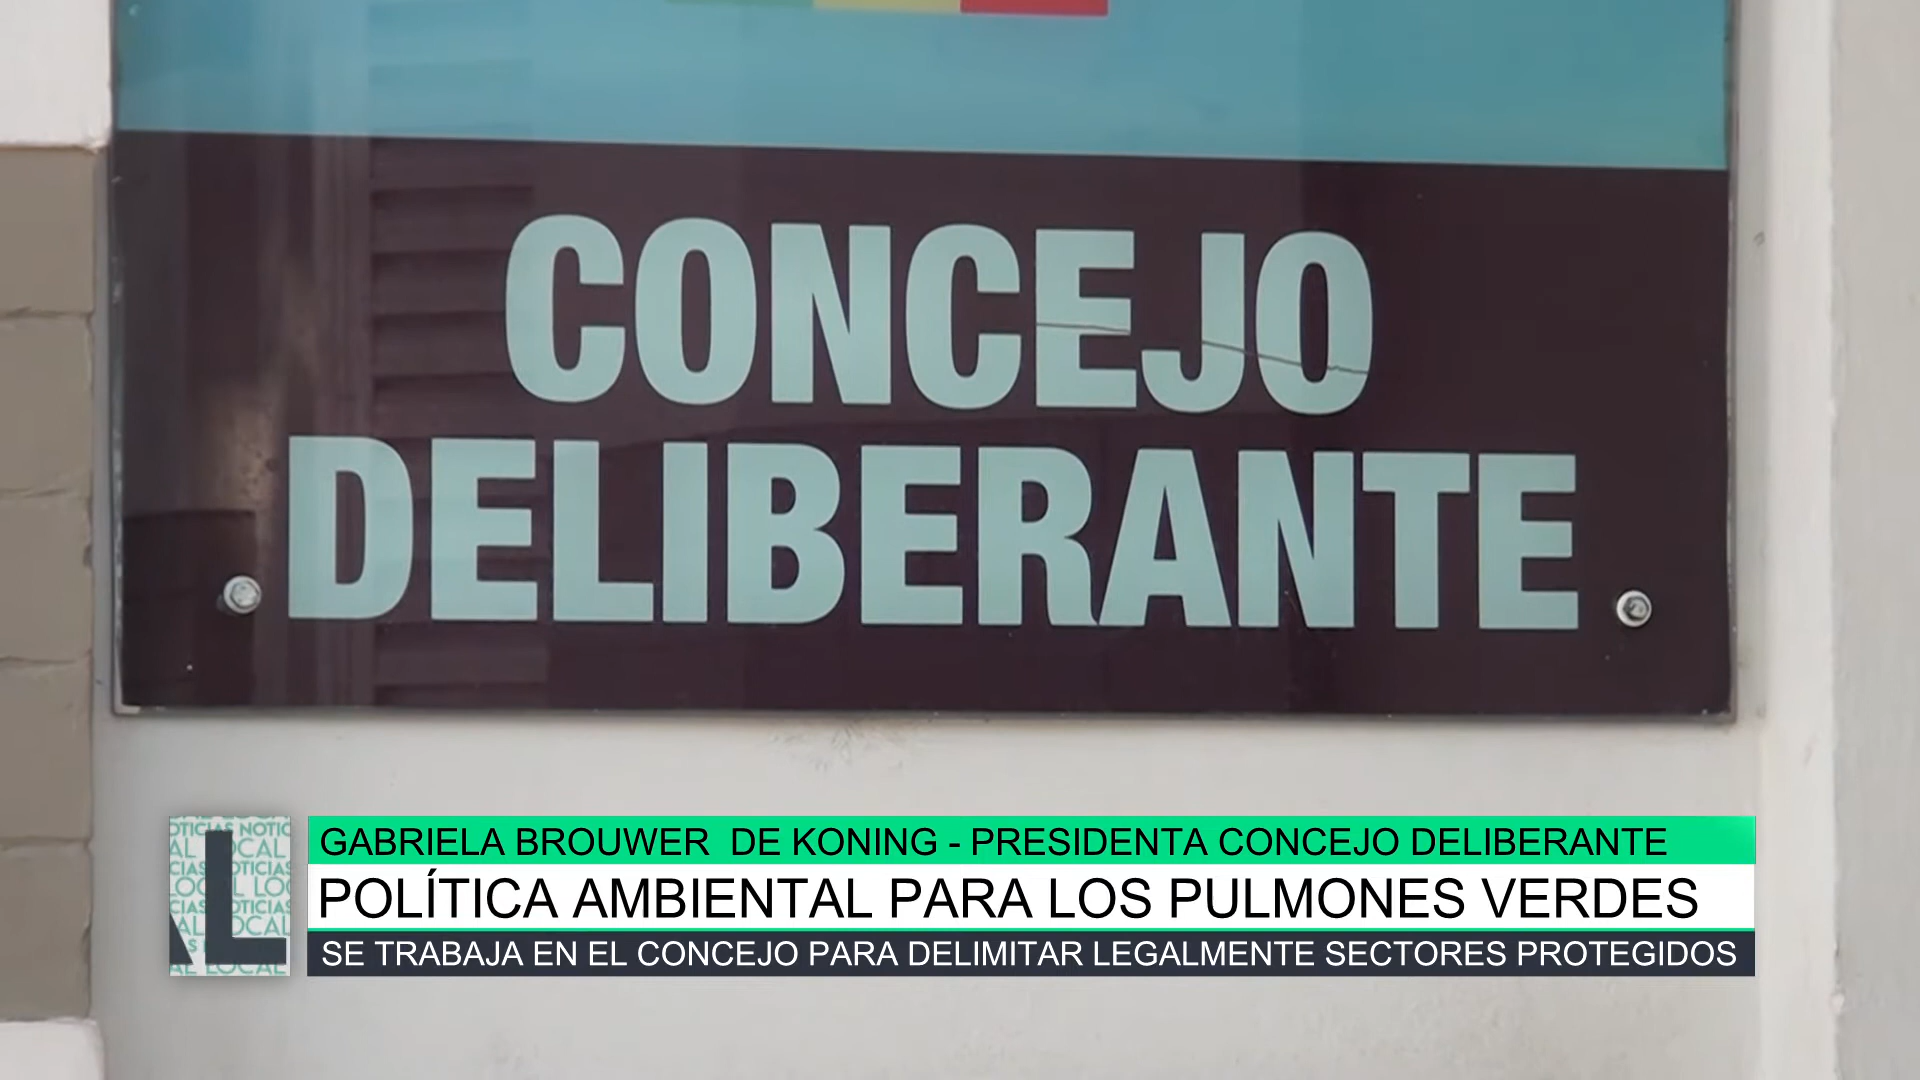 CONCEJO
DELIBERANTE
GABRIELA BROUWER DE KONING - PRESIDENTA CONCEJO DELIBERANTE
POLÍTICA AMBIENTAL PARA LOS PULMONES VERDES
SE TRABAJA EN EL CONCEJO PARA DELIMITAR LEGALMENTE SECTORES PROTEGIDOS